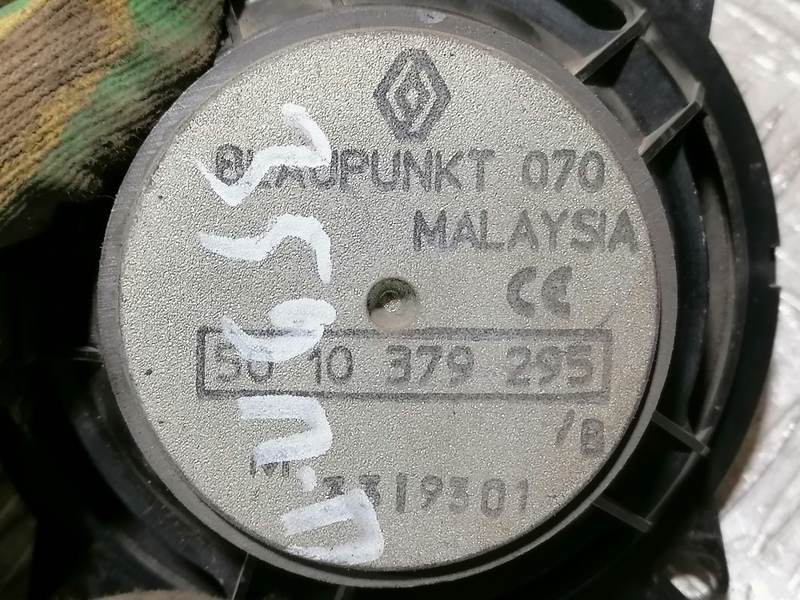 BLAUPUNKT 070
MALAYSIA
CE
50 10 379 295
/B
3319301